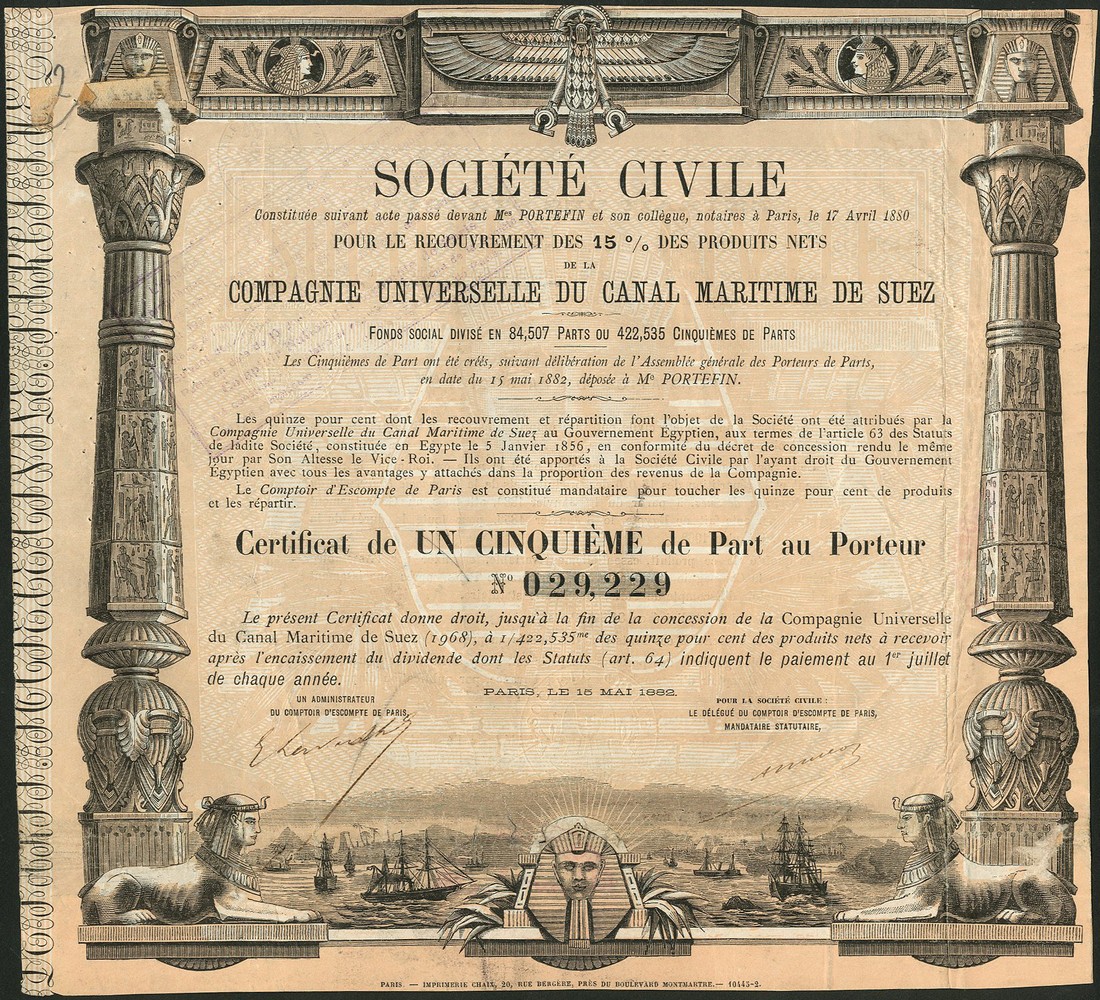 SOCIÉTÉ CIVILE
Constituée suivant acte passé devant Mes PORTEFIN et son collègue, notaires à Paris, le 17 Avril 1880
POUR LE RECOUVREMENT DES 15 % DES PRODUITS NETS
DE LA
COMPAGNIE UNIVERSELLE DU CANAL MARITIME DE SUEZ
FONDS SOCIAL DIVISÉ EN 84,507 PARTS OU 422,535 CINQUIÈMES DE PARTS
Les Cinquièmes de Part ont été créés, suivant délibération de l'Assemblée générale des Porteurs de Parts,
en date du 15 mai 1882, déposée à Me PORTEFIN.
Les quinze pour cent dont les recouvrement et répartition font l'objet de la Société ont été attribués par la
Compagnie Universelle du Canal Maritime de Suez au Gouvernement Egyptien, aux termes de l'article 63 des Statuts
de ladite Société, constituée en Egypte le 5 Janvier 1856, en conformité du décret de concession rendu le même
jour par Son Altesse le Vice-Roi. — Ils ont été apportés à la Société Civile par l'ayant droit du Gouvernement
Égyptien avec tous les avantages y attachés dans la proportion des revenus de la Compagnie.
Le Comptoir d'Escompte de Paris est constitué mandataire pour toucher les quinze pour cent de produits
et les répartir.
Certificat de UN CINQUIÈME de Part au Porteur
No 029,229
Le présent Certificat donne droit, jusqu'à la fin de la concession de la Compagnie Universelle
du Canal Maritime de Suez (1968), à 1/422,535me des quinze pour cent des produits nets à recevoir
après l'encaissement du dividende dont les Statuts (art. 64) indiquent le paiement au 1er juillet
de chaque année.
PARIS, LE 15 MAI 1882.
UN ADMINISTRATEUR
DU COMPTOIR D'ESCOMPTE DE PARIS,
POUR LA SOCIÉTÉ CIVILE :
LE DÉLÉGUÉ DU COMPTOIR D'ESCOMPTE DE PARIS,
MANDATAIRE STATUTAIRE,
PARIS. — IMPRIMERIE CHAIX, 20, RUE BERGÈRE, PRÈS DU BOULEVARD MONTMARTRE. — 10445-2.